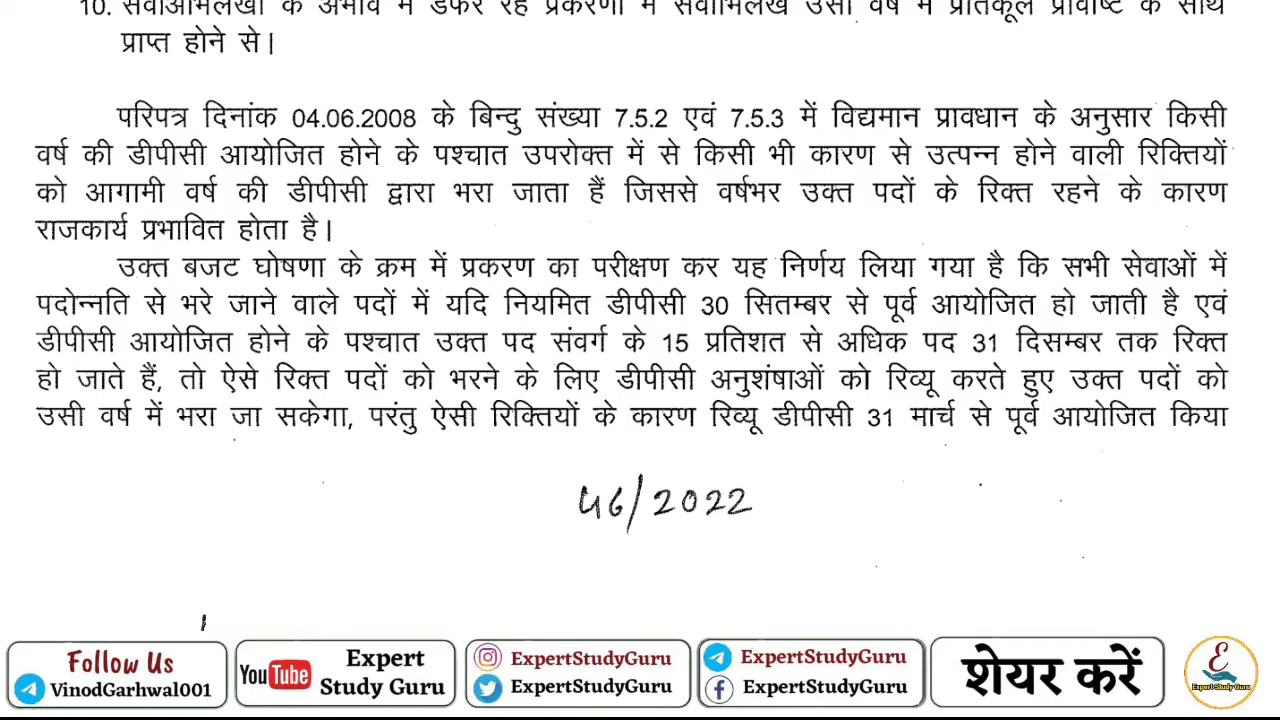 10. सेवाअभिलेखों के अभाव में डेफर रहे प्रकरणों में सेवाभिलेख उसी वर्ष में प्रतिकूल प्रविष्टि के साथ
प्राप्त होने से।
परिपत्र दिनांक 04.06.2008 के बिन्दु संख्या 7.5.2 एवं 7.5.3 में विद्यमान प्रावधान के अनुसार किसी
वर्ष की डीपीसी आयोजित होने के पश्चात उपरोक्त में से किसी भी कारण से उत्पन्न होने वाली रिक्तियों
को आगामी वर्ष की डीपीसी द्वारा भरा जाता हैं जिससे वर्षभर उक्त पदों के रिक्त रहने के कारण
राजकार्य प्रभावित होता है।
उक्त बजट घोषणा के क्रम में प्रकरण का परीक्षण कर यह निर्णय लिया गया है कि सभी सेवाओं में
पदोन्नति से भरे जाने वाले पदों में यदि नियमित डीपीसी 30 सितम्बर से पूर्व आयोजित हो जाती है एवं
डीपीसी आयोजित होने के पश्चात उक्त पद संवर्ग के 15 प्रतिशत से अधिक पद 31 दिसम्बर तक रिक्त
हो जाते हैं, तो ऐसे रिक्त पदों को भरने के लिए डीपीसी अनुशंषाओं को रिव्यू करते हुए उक्त पदों को
उसी वर्ष में भरा जा सकेगा, परंतु ऐसी रिक्तियों के कारण रिव्यू डीपीसी 31 मार्च से पूर्व आयोजित किया
46/2022
Follow Us
VinodGarhwal001
YouTube
Expert
Study Guru
ExpertStudyGuru
ExpertStudyGuru
ExpertStudyGuru
ExpertStudyGuru
शेयर करें
Expert Study Guru